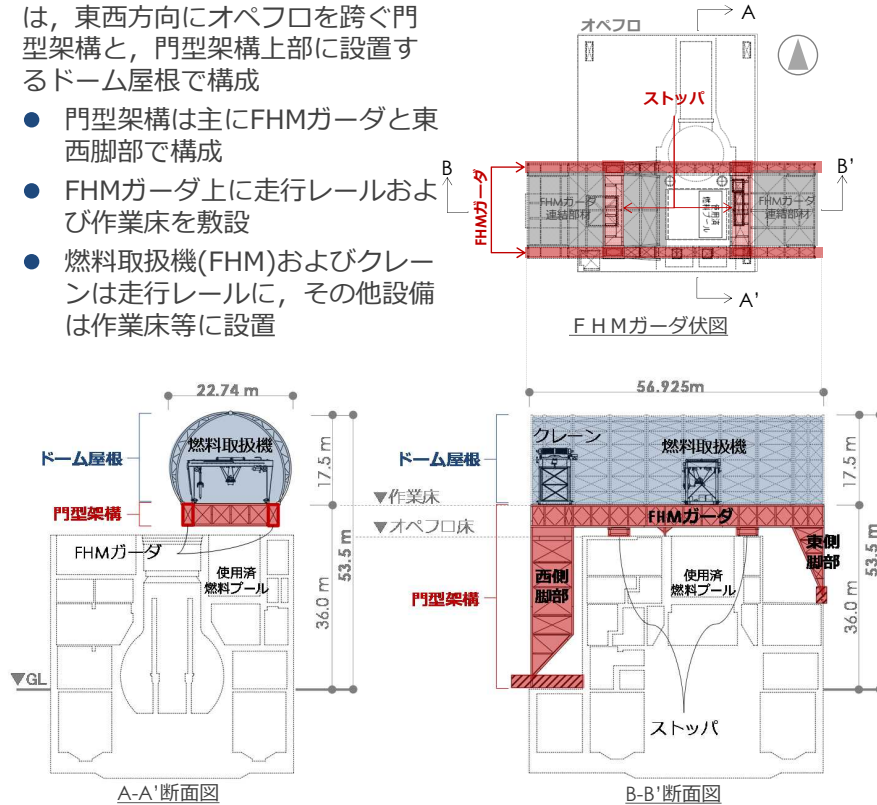 は，東西方向にオペフロを跨ぐ門
型架構と，門型架構上部に設置す
るドーム屋根で構成
● 門型架構は主にFHMガーダと東
西脚部で構成
● FHMガーダ上に走行レールおよ
び作業床を敷設
● 燃料取扱機(FHM)およびクレー
ンは走行レールに，その他設備
は作業床等に設置
オペフロ
A
ストッパ
B
B'
FHMガーダ
FHMガーダ
連結部材
使用済
燃料プール
FHMガーダ
連結部材
A'
ＦＨＭガーダ伏図
22.74 m
ドーム屋根
燃料取扱機
17.5 m
門型架構
FHMガーダ
使用済
燃料プール
53.5 m
36.0 m
▼GL
A-A'断面図
56.925m
ドーム屋根
クレーン
燃料取扱機
17.5 m
▼作業床
▼オペフロ床
FHMガーダ
門型架構
西側
脚部
使用済
燃料プール
東側
脚部
53.5 m
36.0 m
ストッパ
B-B'断面図